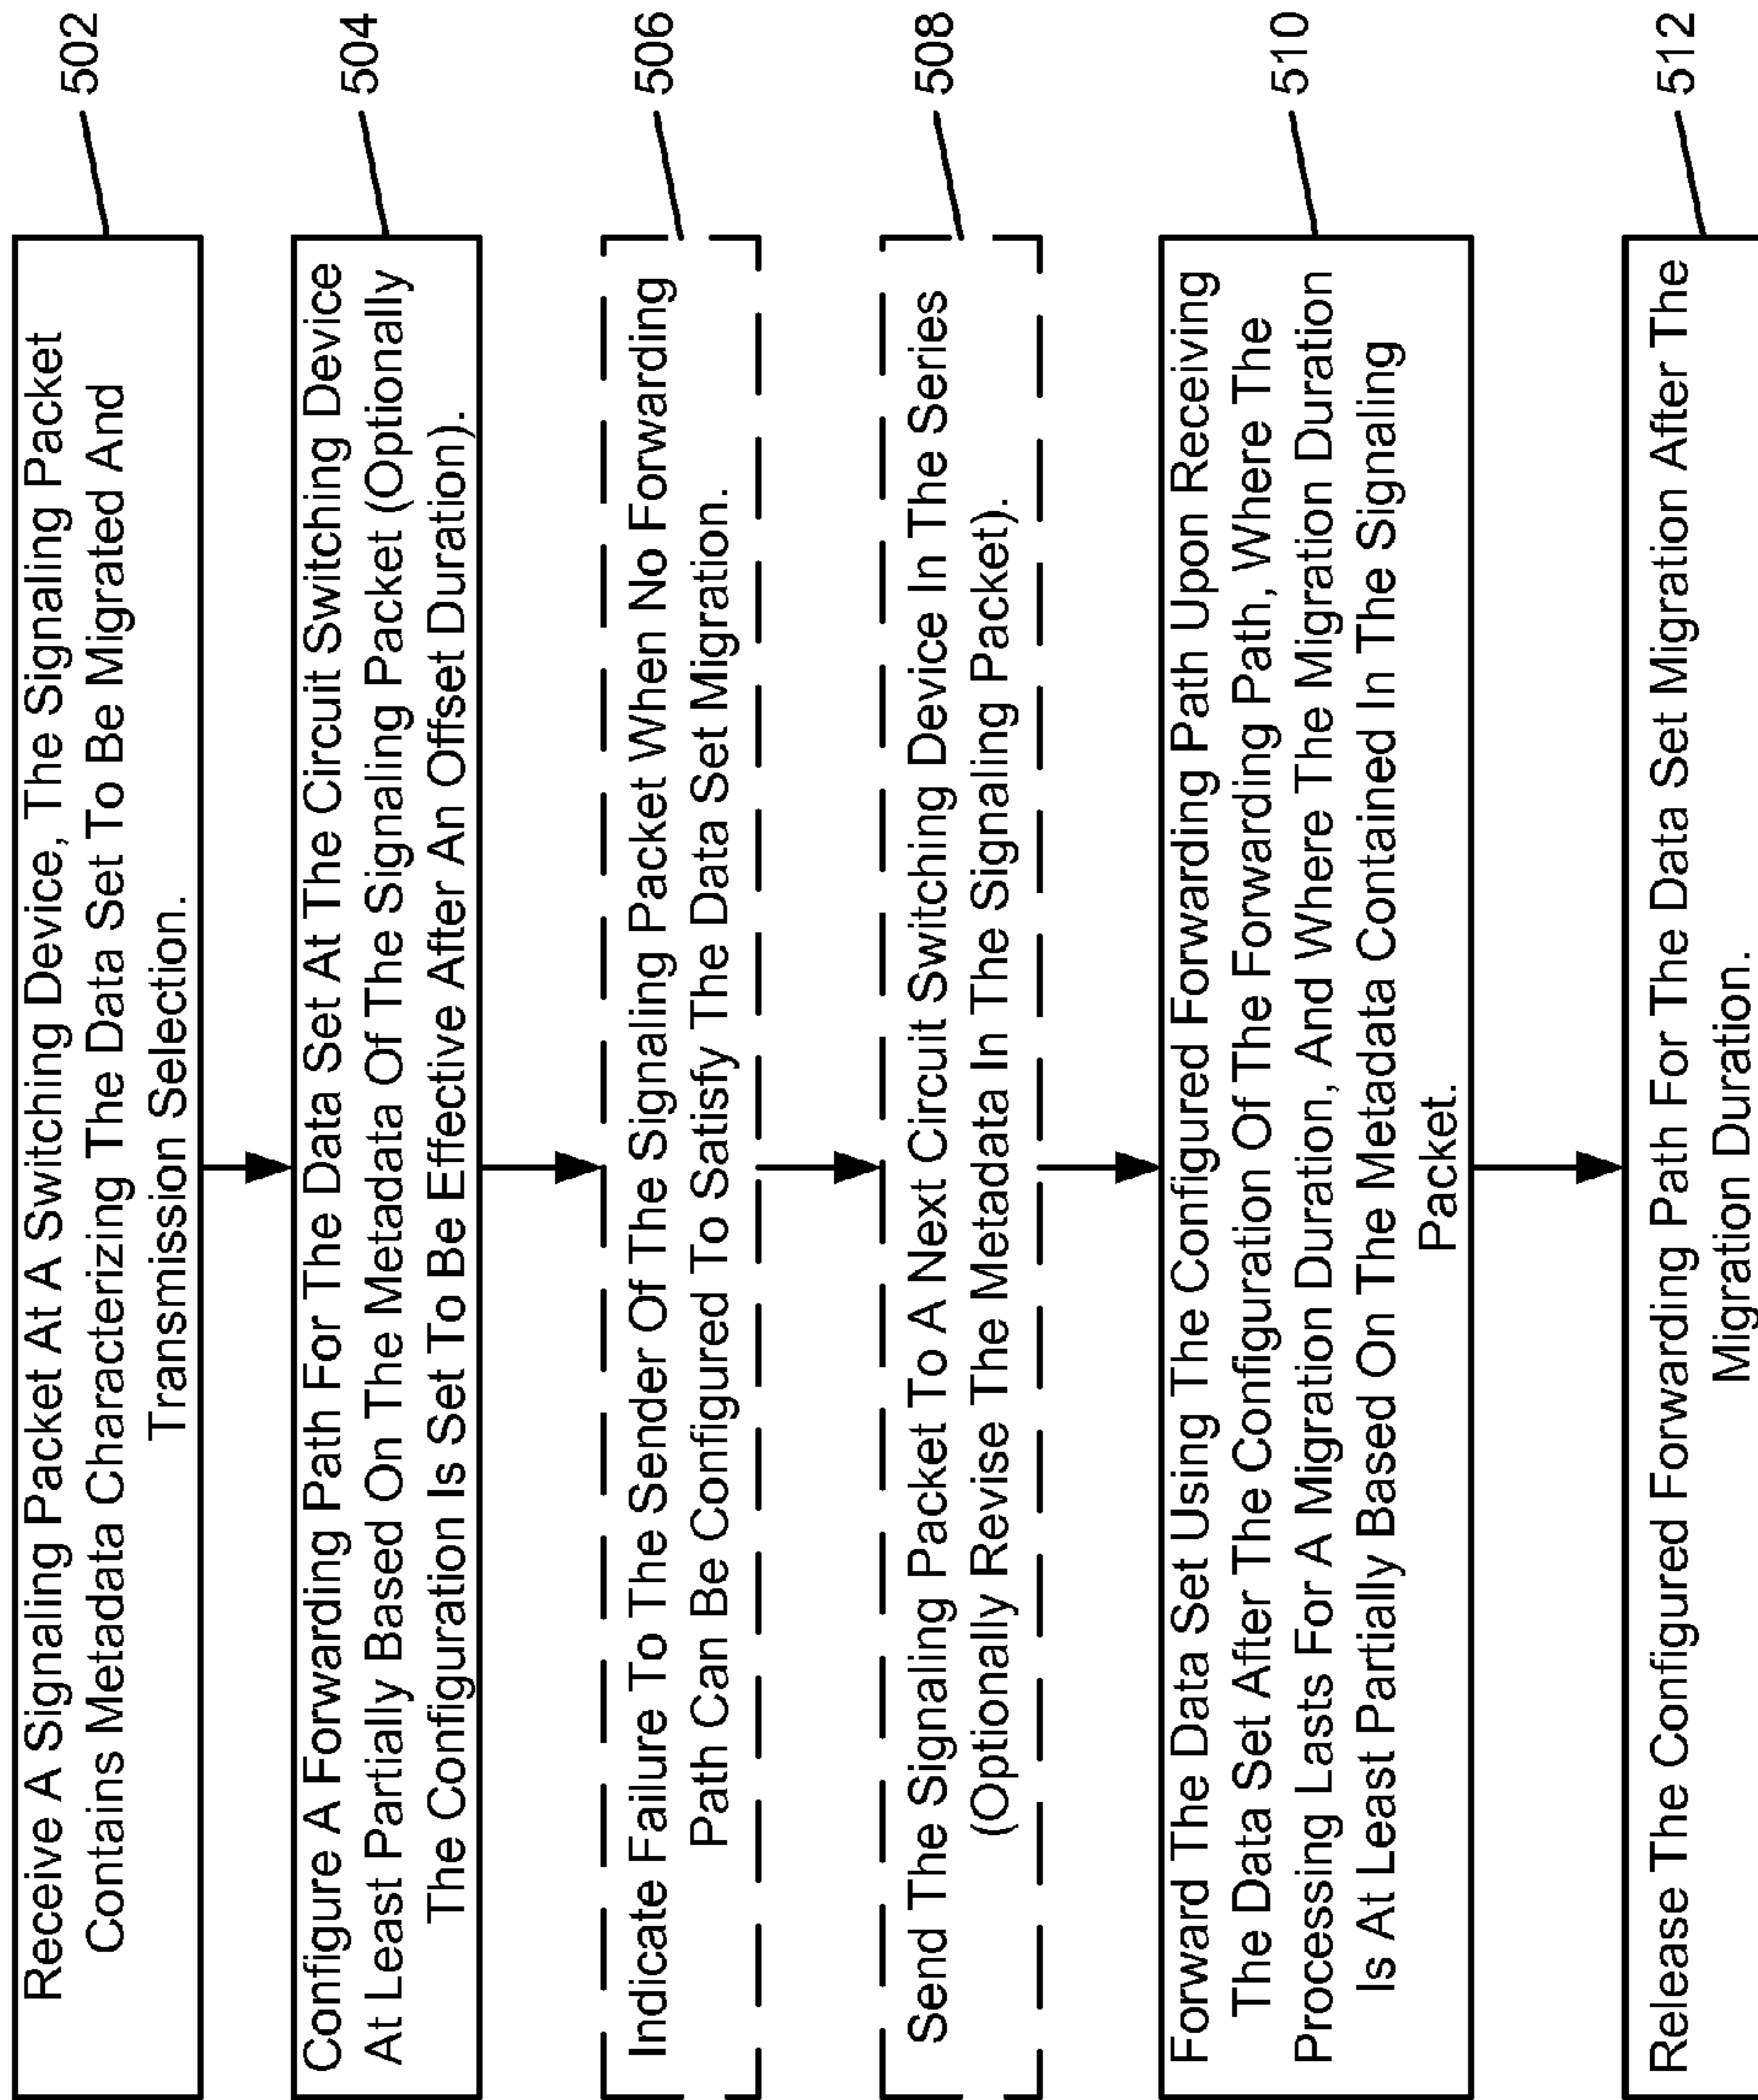 Receive A Signaling Packet At A Switching Device, The Signaling Packet
Contains Metadata Characterizing The Data Set To Be Migrated And
Transmission Selection.
502
Configure A Forwarding Path For The Data Set At The Circuit Switching Device
At Least Partially Based On The Metadata Of The Signaling Packet (Optionally
The Configuration Is Set To Be Effective After An Offset Duration).
504
Indicate Failure To The Sender Of The Signaling Packet When No Forwarding
Path Can Be Configured To Satisfy The Data Set Migration.
506
Send The Signaling Packet To A Next Circuit Switching Device In The Series
(Optionally Revise The Metadata In The Signaling Packet).
508
Forward The Data Set Using The Configured Forwarding Path Upon Receiving
The Data Set After The Configuration Of The Forwarding Path, Where The
Processing Lasts For A Migration Duration, And Where The Migration Duration
Is At Least Partially Based On The Metadata Contained In The Signaling
Packet.
510
Release The Configured Forwarding Path For The Data Set Migration After The
Migration Duration.
512